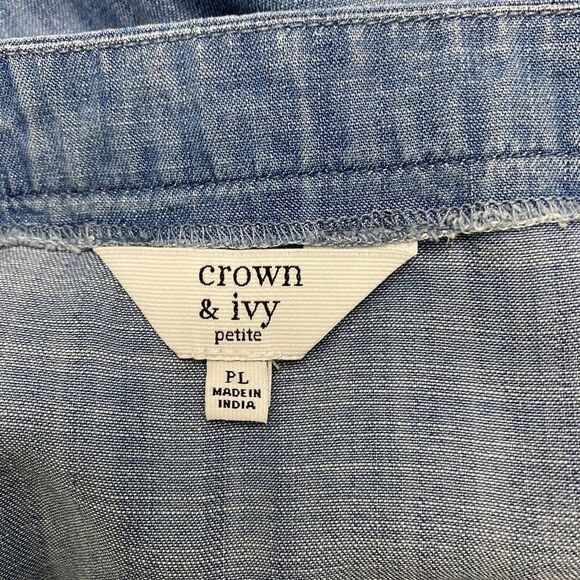 crown
& ivy
petite
PL
MADE IN
INDIA